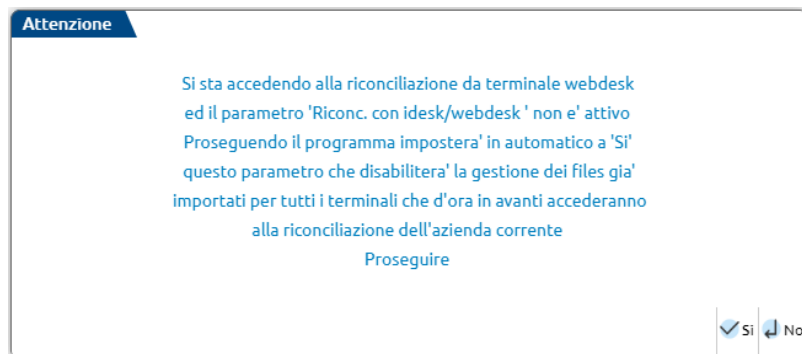 Attenzione
Si sta accedendo alla riconciliazione da terminale webdesk
ed il parametro 'Riconc. con idesk/webdesk ' non e' attivo
Proseguendo il programma impostera' in automatico a 'Si'
questo parametro che disabilitera' la gestione dei files gia'
importati per tutti i terminali che d'ora in avanti accederanno
alla riconciliazione dell'azienda corrente
Proseguire
Si No